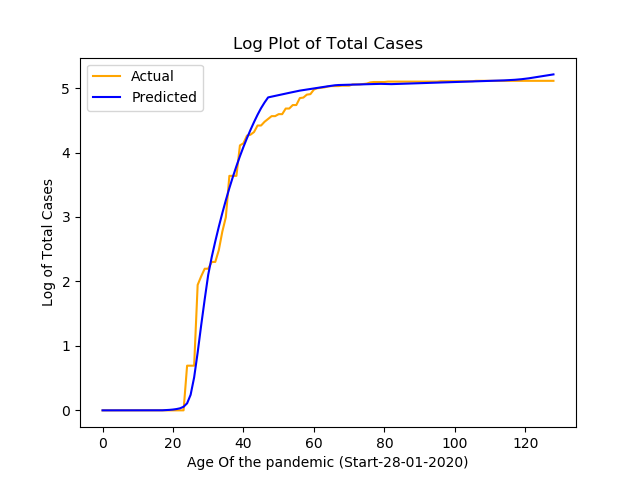 Log Plot of Total Cases
Actual
Predicted
Log of Total Cases
5
4
3
2
1
0
0 20 40 60 80 100 120
Age Of the pandemic (Start-28-01-2020)